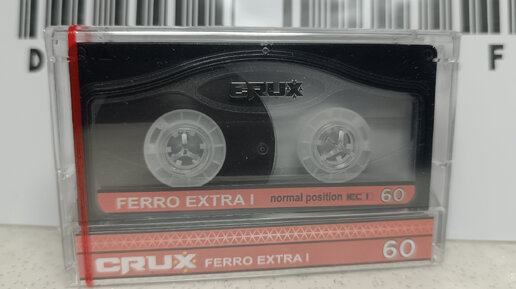 D F
CRUX
FERRO EXTRA I normal position IEC I 60
CRUX FERRO EXTRA I 60